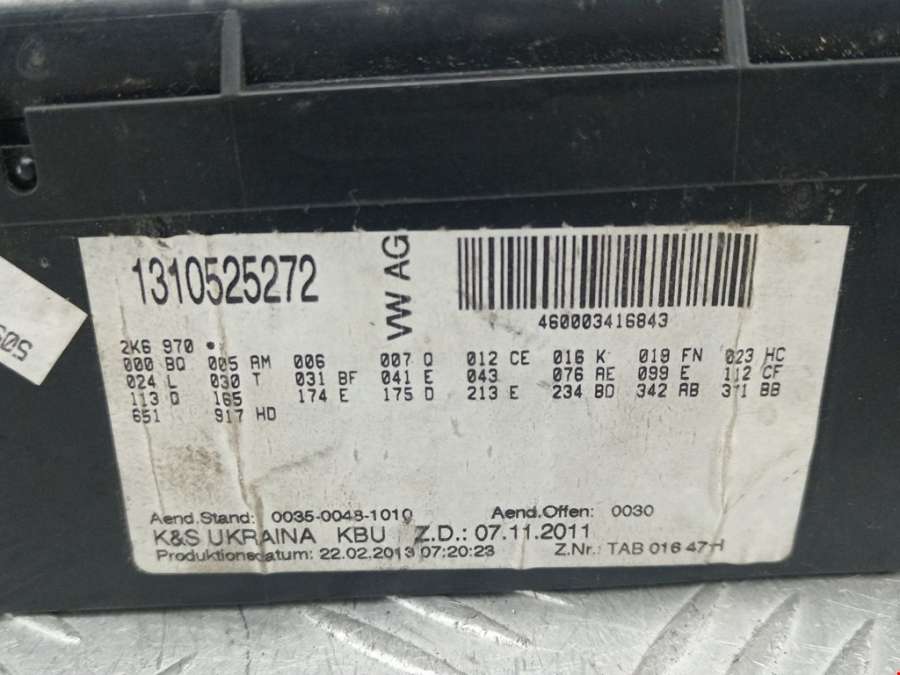 1310525272
VW AG
460003416843
2K6 970 •
000 BQ 005 AM 006 007 Q 012 CE 016 K 019 FN 023 HC
024 L 030 T 031 BF 041 E 043 076 AE 099 E 112 CF
113 D 165 174 E 175 D 213 E 234 BD 342 AB 371 BB
651 917 HD
Aend.Stand: 0035-0048-1010 Aend.Offen: 0030
K&S UKRAINA KBU Z.D.: 07.11.2011
Produktionsdatum: 22.02.2013 07:20:23 Z.Nr.: TAB 016 47H